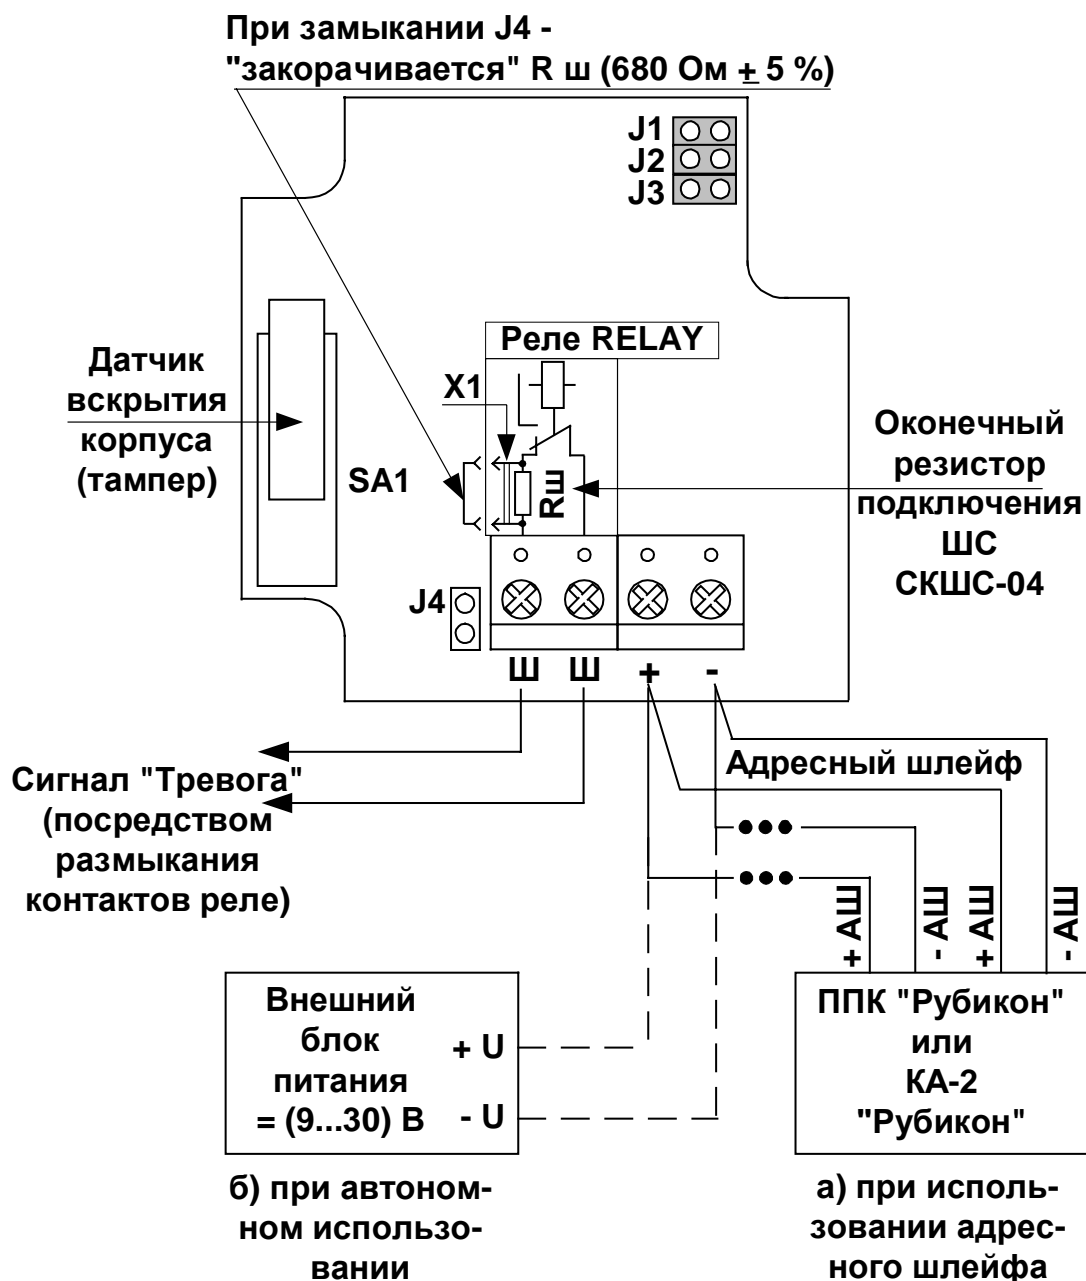 При замыкании J4 -
"закорачивается" R ш (680 Ом ± 5 %)
J1
J2
J3
Реле RELAY
Датчик
вскрытия
корпуса
(тампер)
X1
SA1
Rш
Оконечный
резистор
подключения
ШС
СКШС-04
J4
Ш Ш + -
Сигнал "Тревога"
(посредством
размыкания
контактов реле)
Адресный шлейф
+ АШ
- АШ
+ АШ
- АШ
Внешний
блок
питания
= (9...30) В
+ U
- U
ППК "Рубикон"
или
КА-2
"Рубикон"
б) при автоном-
ном использо-
вании
а) при исполь-
зовании адрес-
ного шлейфа